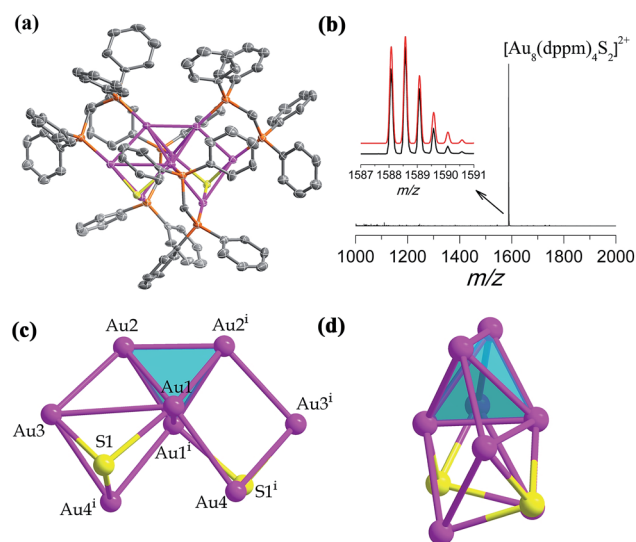 (a)
(b)
[Au₈(dppm)₄S₂]²⁺
1587 1588 1589 1590 1591
m/z
1000 1200 1400 1600 1800 2000
m/z
(c)
Au2
Au2ⁱ
Au1
Au3
Au3ⁱ
S1
Au1ⁱ
Au4ⁱ
Au4
S1ⁱ
(d)